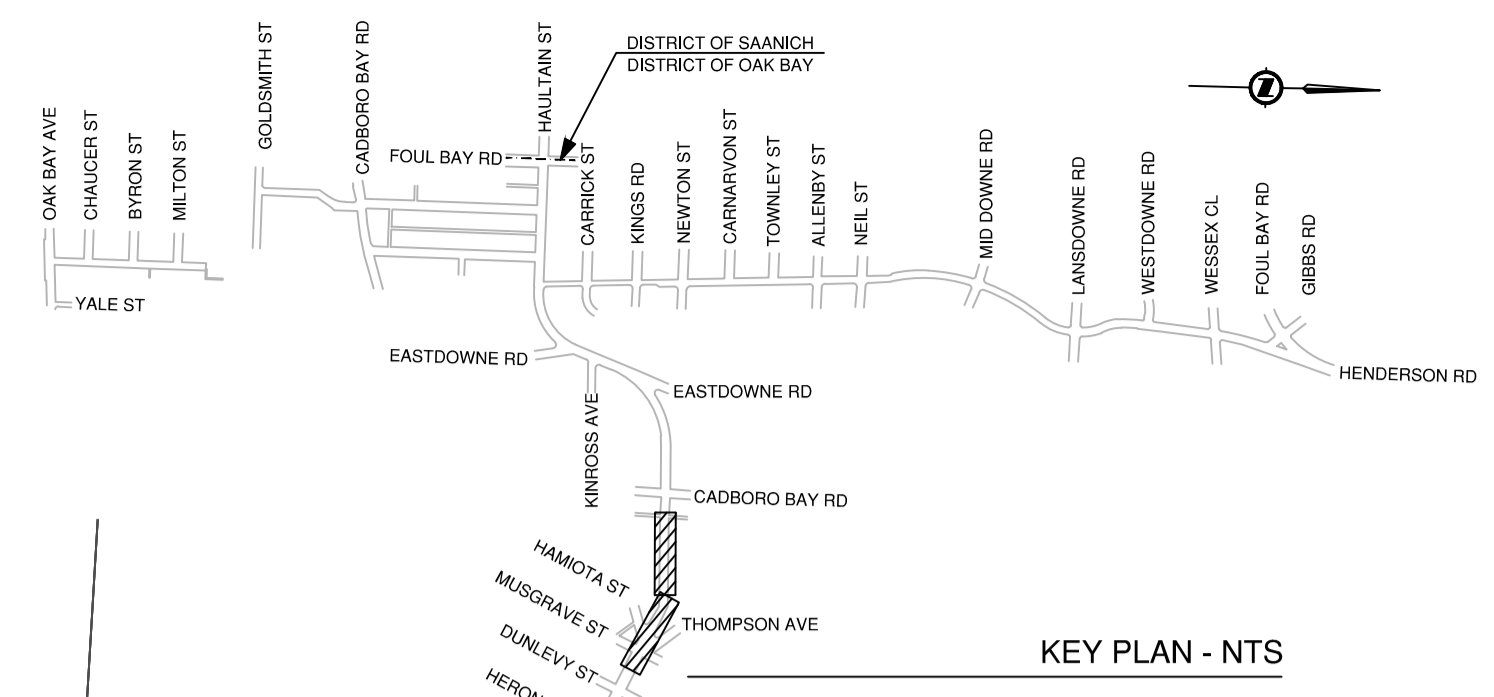 DISTRICT OF SAANICH
DISTRICT OF OAK BAY
OAK BAY AVE
CHAUCER ST
BYRON ST
MILTON ST
GOLDSMITH ST
CADBORO BAY RD
FOUL BAY RD
HAULTAIN ST
CARRICK ST
KINGS RD
NEWTON ST
CARNARVON ST
TOWNLEY ST
ALLENBY ST
NEIL ST
MID DOWNE RD
LANSDOWNE RD
WESTDOWNE RD
WESSEX CL
FOUL BAY RD
GIBBS RD
YALE ST
EASTDOWNE RD
HENDERSON RD
EASTDOWNE RD
KINROSS AVE
CADBORO BAY RD
HAMIOTA ST
MUSGRAVE ST
THOMPSON AVE
DUNLEVY ST
HERON
KEY PLAN - NTS